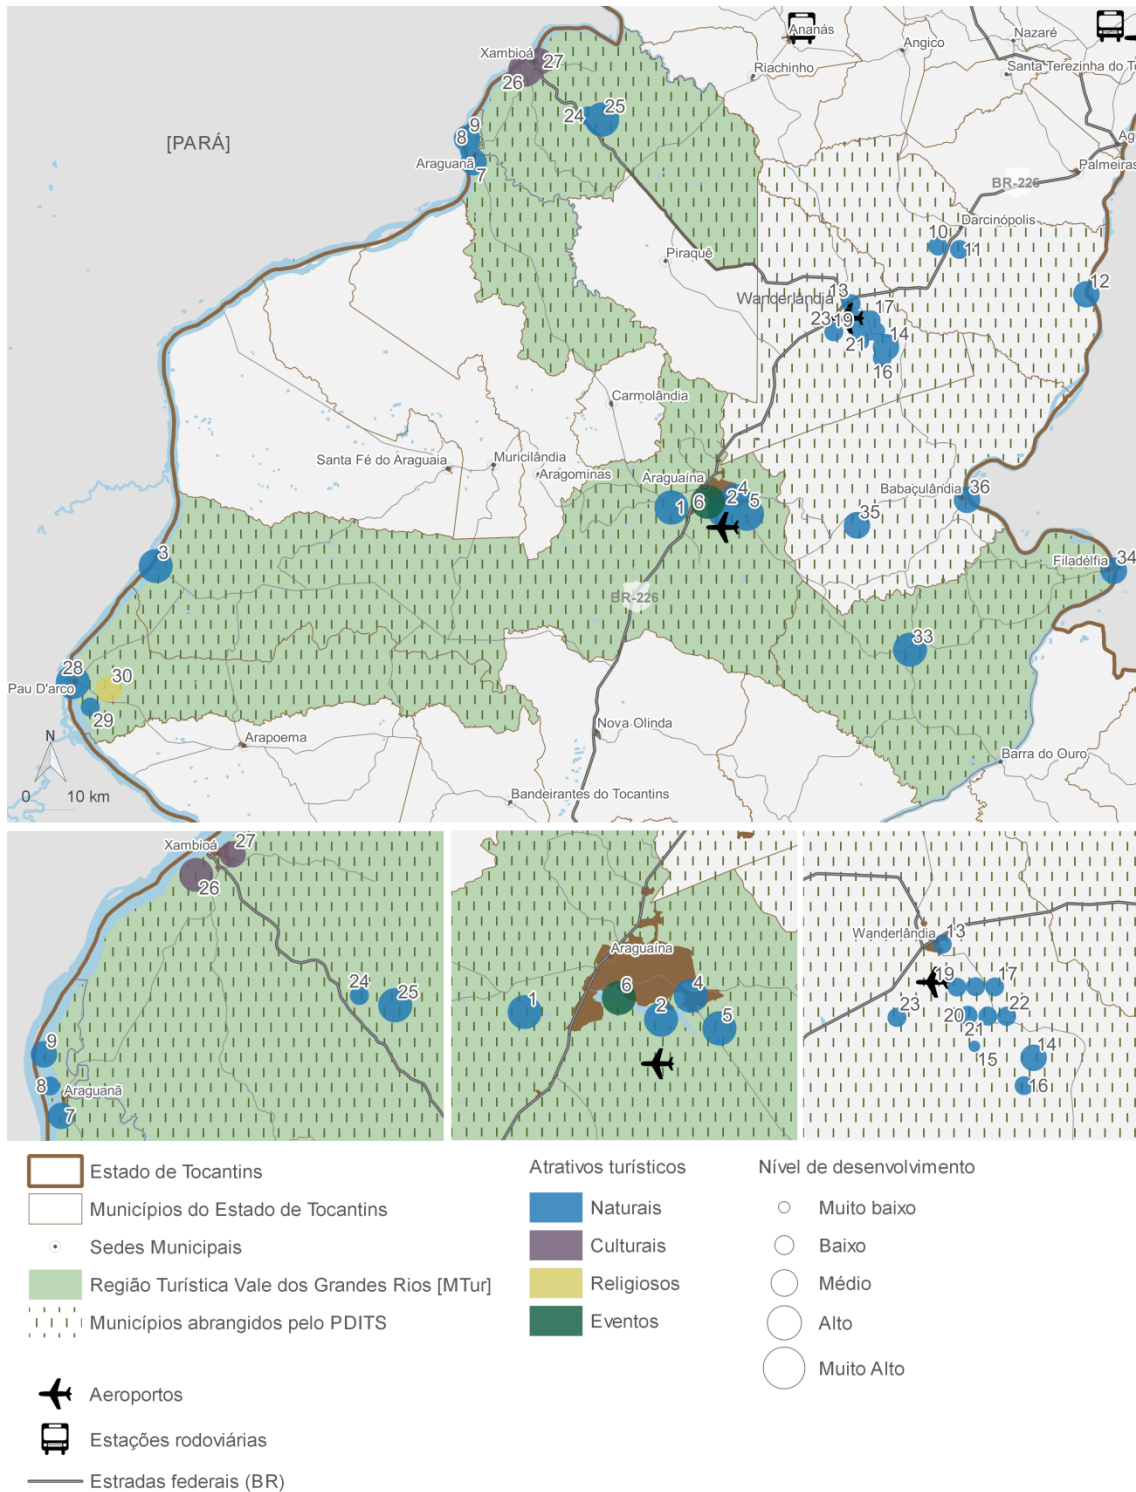 Ananás
Nazaré
Angico
Xambioá
27
Santa Terezinha do To
Riachinho
26
25
24
9
8
Ag
[PARÁ]
Araguanã
7
Palmeiras
BR-226
Darcinópolis
10
11
Piraquê
12
13
Wanderlândia
17
23
19
14
21
16
Carmolândia
Muricilândia
Santa Fé do Araguaia
Aragominas
Araguaína
4
36
Babaçulândia
1
6
2
5
35
3
Filadélfia
34
BR-226
33
28
30
Pau D'arco
29
Nova Olinda
N
Arapoema
Barra do Ouro
0 10 km
Bandeirantes do Tocantins
Xambioá
27
26
24
25
9
8
Araguanã
7
Araguaína
6
4
1
2
5
13
Wanderlândia
19
17
23
20
22
21
15
14
16
Estado de Tocantins
Municípios do Estado de Tocantins
Sedes Municipais
Região Turística Vale dos Grandes Rios [MTur]
Municípios abrangidos pelo PDITS
Aeroportos
Estações rodoviárias
Estradas federais (BR)
Atrativos turísticos
Naturais
Culturais
Religiosos
Eventos
Nível de desenvolvimento
Muito baixo
Baixo
Médio
Alto
Muito Alto